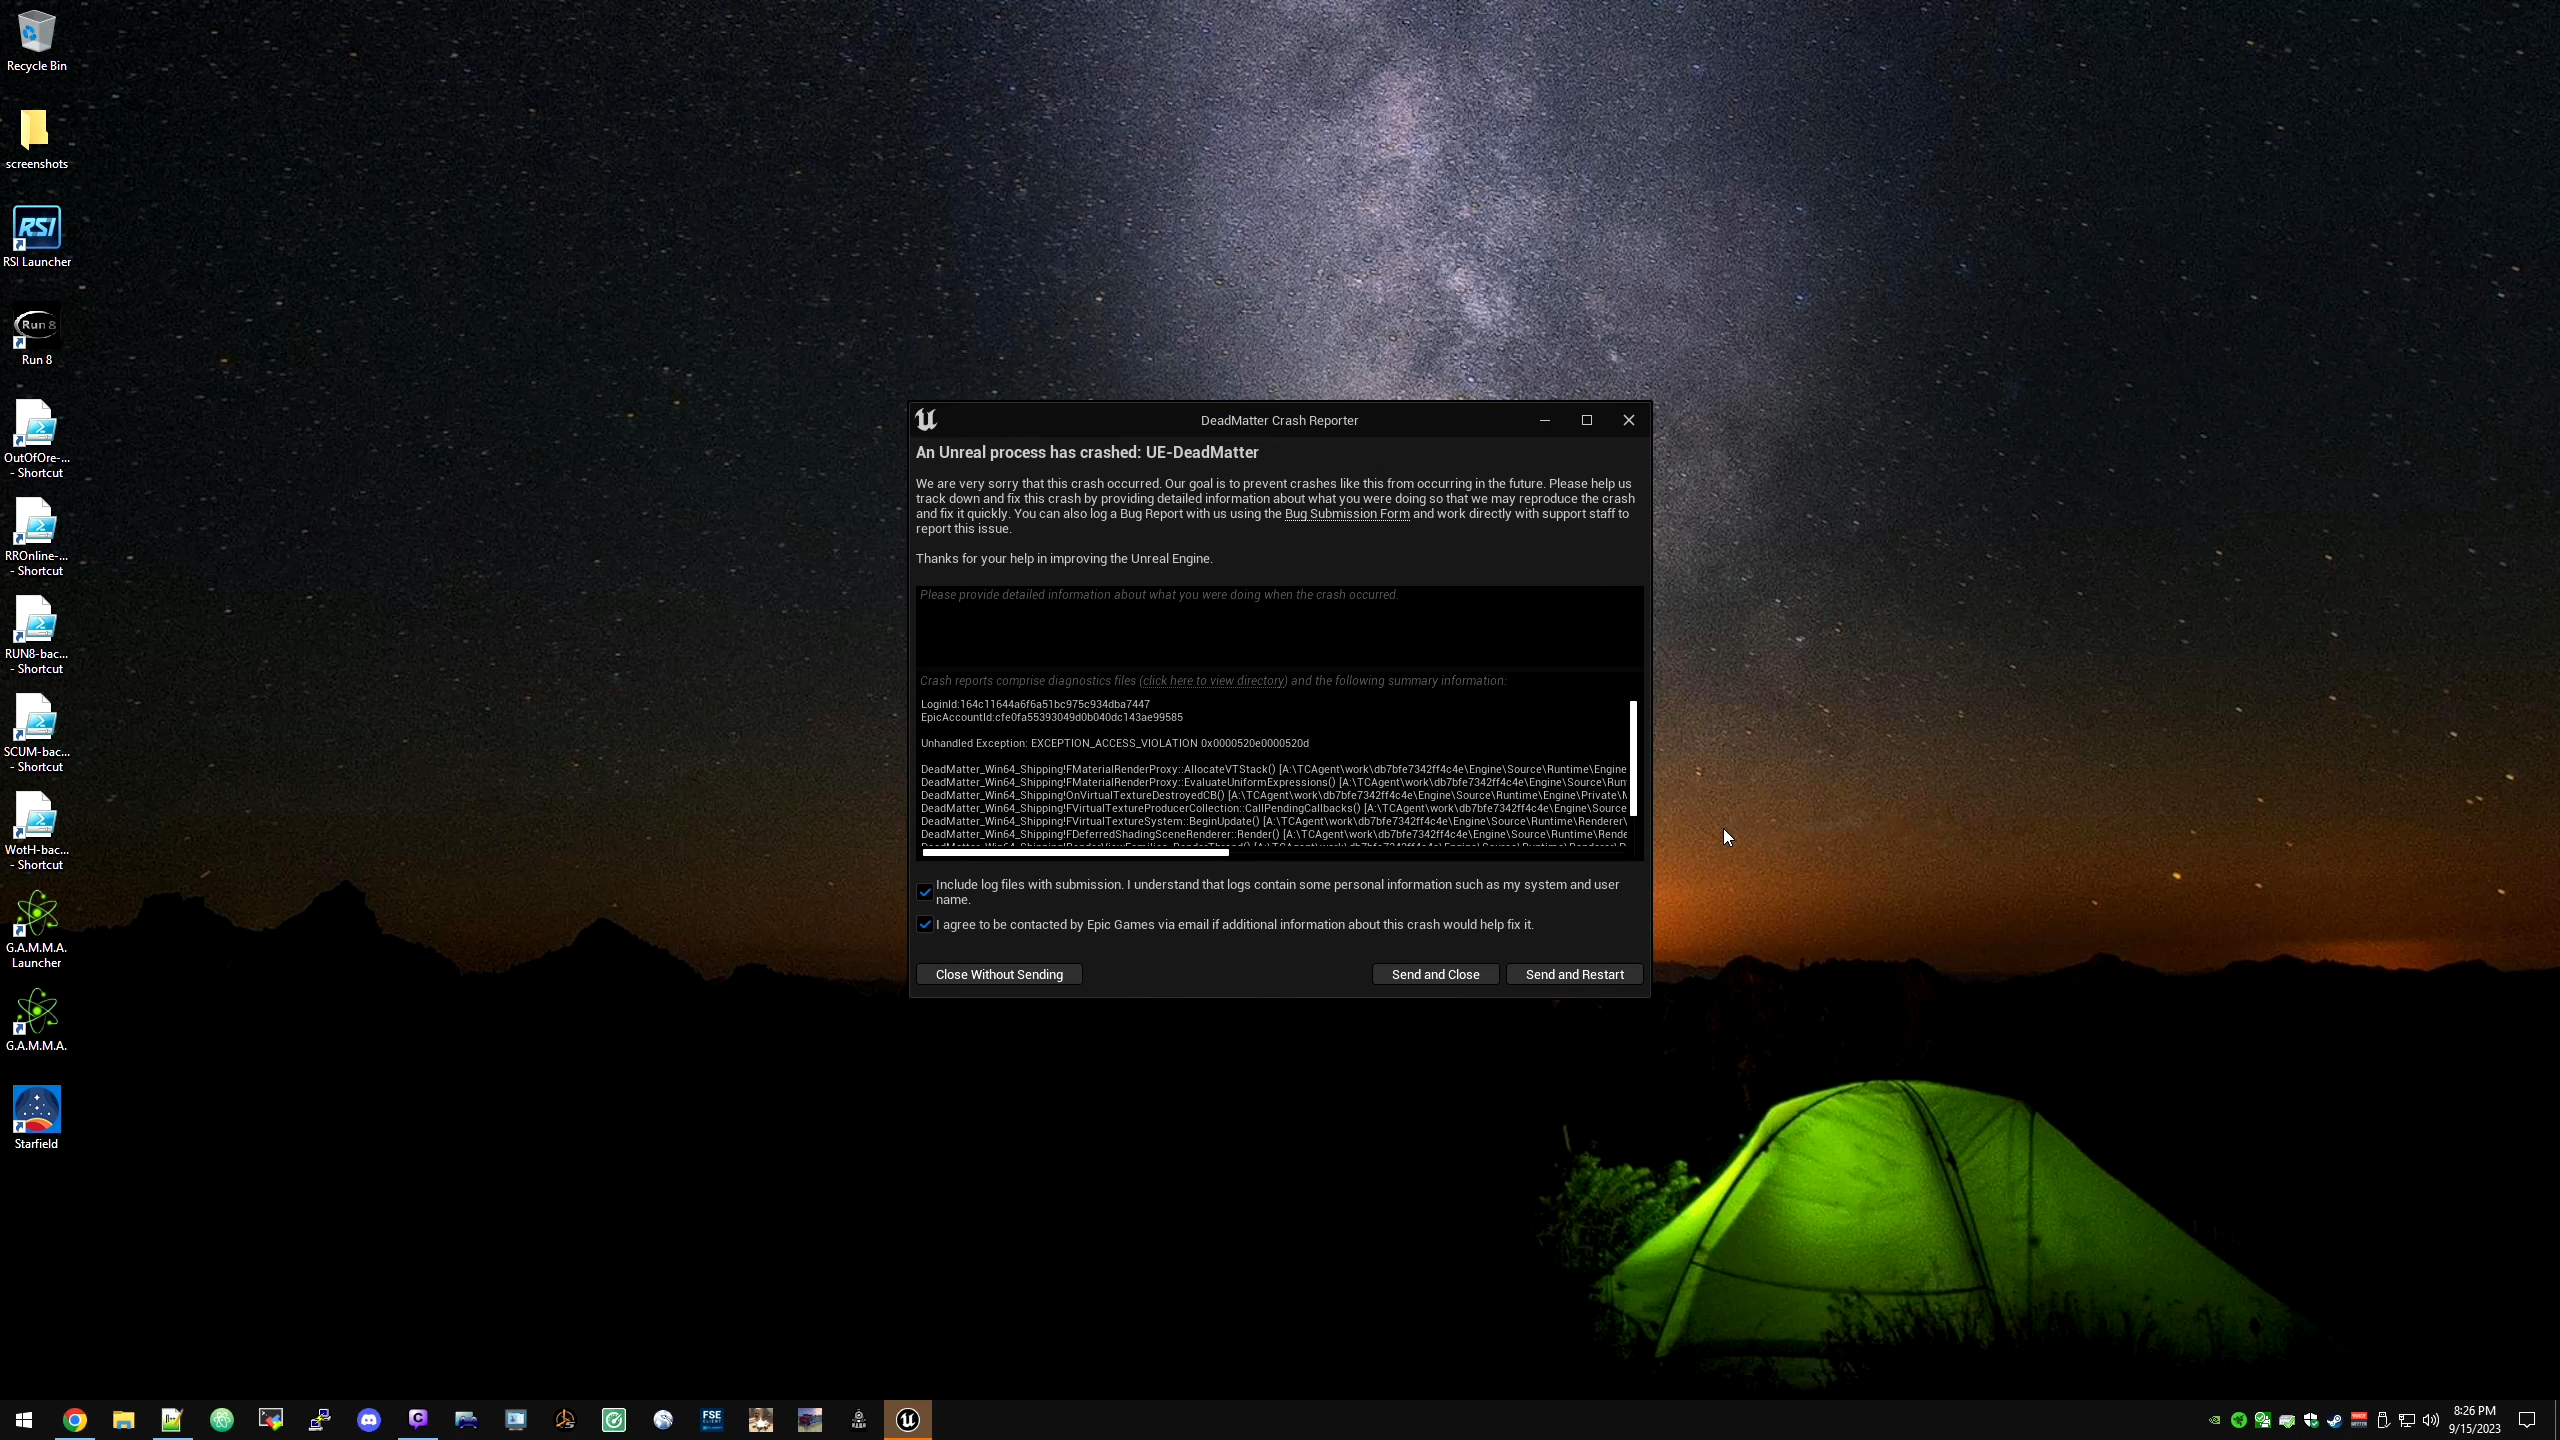 Recycle Bin
screenshots
RSI
RSI Launcher
Run 8
Run 8
OutOfOre-...
- Shortcut
RROnline-...
- Shortcut
RUN8-bac...
- Shortcut
SCUM-bac...
- Shortcut
WotH-bac...
- Shortcut
G.A.M.M.A.
Launcher
G.A.M.M.A.
Starfield
DeadMatter Crash Reporter
An Unreal process has crashed: UE-DeadMatter
We are very sorry that this crash occurred. Our goal is to prevent crashes like this from occurring in the future. Please help us
track down and fix this crash by providing detailed information about what you were doing so that we may reproduce the crash
and fix it quickly. You can also log a Bug Report with us using the Bug Submission Form and work directly with support staff to
report this issue.
Thanks for your help in improving the Unreal Engine.
Please provide detailed information about what you were doing when the crash occurred.
Crash reports comprise diagnostics files (click here to view directory) and the following summary information:
LoginId:164c11644a6f6a51bc975c934dba7447
EpicAccountId:cfe0fa55393049d0b040dc143ae99585
Unhandled Exception: EXCEPTION_ACCESS_VIOLATION 0x0000520e0000520d
DeadMatter_Win64_Shipping!FMaterialRenderProxy::AllocateVTStack() [A:\TCAgent\work\db7bfe7342ff4c4e\Engine\Source\Runtime\Engine
DeadMatter_Win64_Shipping!FMaterialRenderProxy::EvaluateUniformExpressions() [A:\TCAgent\work\db7bfe7342ff4c4e\Engine\Source\Run
DeadMatter_Win64_Shipping!OnVirtualTextureDestroyedCB() [A:\TCAgent\work\db7bfe7342ff4c4e\Engine\Source\Runtime\Engine\Private\
DeadMatter_Win64_Shipping!FVirtualTextureProducerCollection::CallPendingCallbacks() [A:\TCAgent\work\db7bfe7342ff4c4e\Engine\Source
DeadMatter_Win64_Shipping!FVirtualTextureSystem::BeginUpdate() [A:\TCAgent\work\db7bfe7342ff4c4e\Engine\Source\Runtime\Renderer\
DeadMatter_Win64_Shipping!FDeferredShadingSceneRenderer::Render() [A:\TCAgent\work\db7bfe7342ff4c4e\Engine\Source\Runtime\Rende
Include log files with submission. I understand that logs contain some personal information such as my system and user
name.
I agree to be contacted by Epic Games via email if additional information about this crash would help fix it.
Close Without Sending
Send and Close
Send and Restart
FSE
CLIENT
8:26 PM
9/15/2023